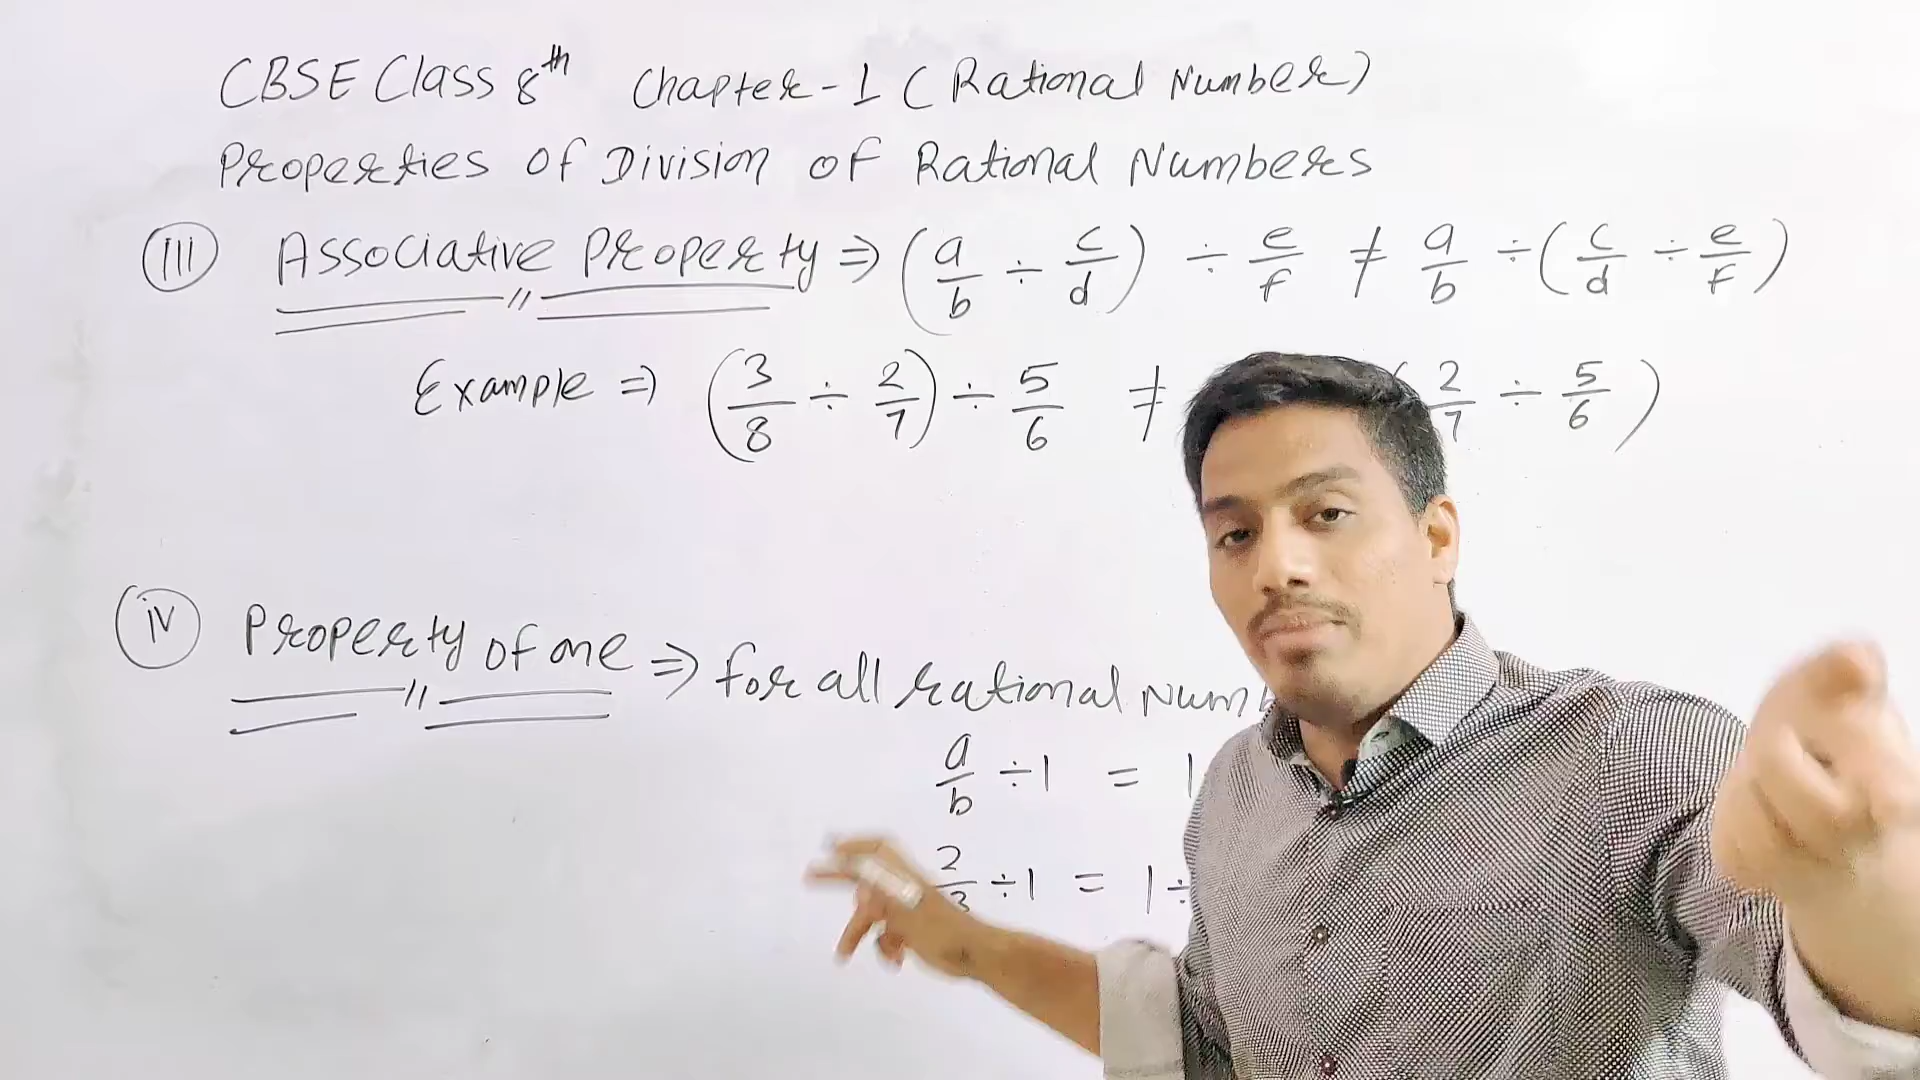 CBSE Class 8th Chapter-1 (Rational Number)
Properties of Division of Rational Numbers
(iii) Associative Property ⇒ (a/b ÷ c/d) ÷ e/f ≠ a/b ÷ (c/d ÷ e/f)
Example ⇒ (3/8 ÷ 2/7) ÷ 5/6 ≠ (2/7 ÷ 5/6)
(iv) Property of one ⇒ for all rational
a/b ÷ 1 = 1
2/3 ÷ 1 = 1 ÷